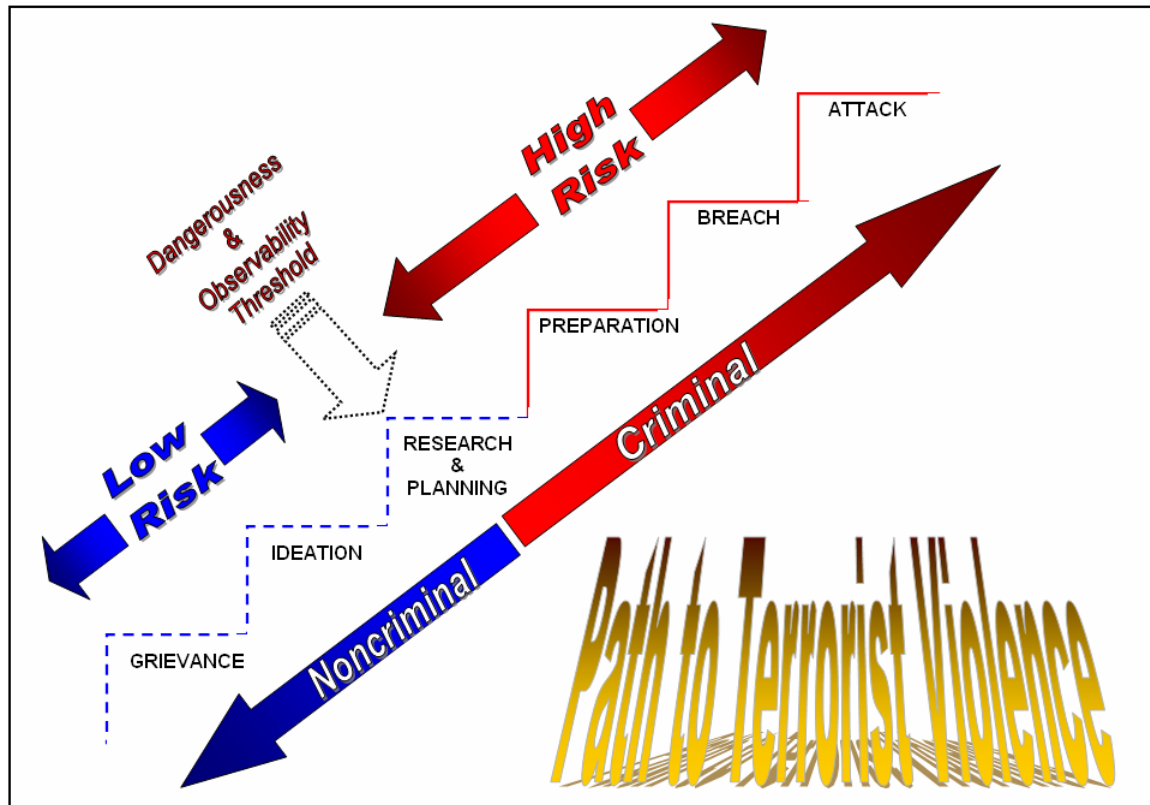 High
Risk
ATTACK
Dangerousness
&
Observability
Threshold
BREACH
PREPARATION
Criminal
Low
Risk
RESEARCH
&
PLANNING
IDEATION
GRIEVANCE
Noncriminal
Path to Terrorist Violence